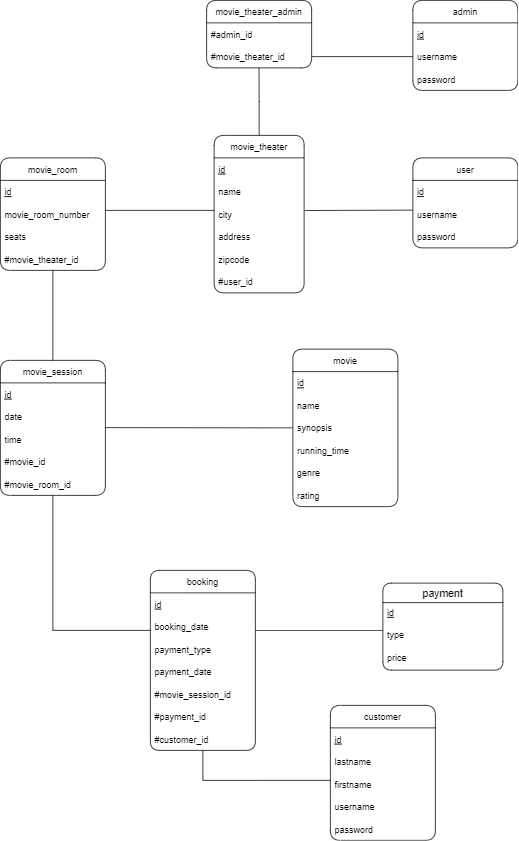 movie_theater_admin
#admin_id
#movie_theater_id
admin
id
username
password
movie_room
id
movie_room_number
seats
#movie_theater_id
movie_theater
id
name
city
address
zipcode
#user_id
user
id
username
password
movie_session
id
date
time
#movie_id
#movie_room_id
movie
id
name
synopsis
running_time
genre
rating
booking
id
booking_date
payment_type
payment_date
#movie_session_id
#payment_id
#customer_id
payment
id
type
price
customer
id
lastname
firstname
username
password